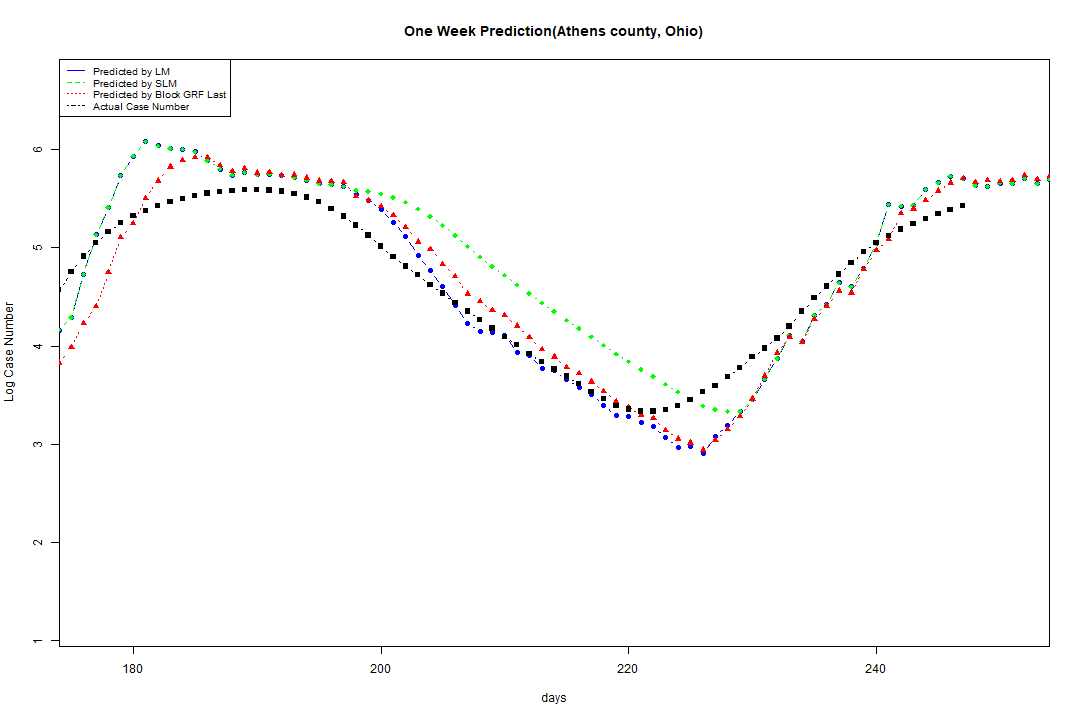 One Week Prediction(Athens county, Ohio)
Predicted by LM
Predicted by SLM
Predicted by Block GRF Last
Actual Case Number
6
5
4
3
2
1
Log Case Number
180 200 220 240
days